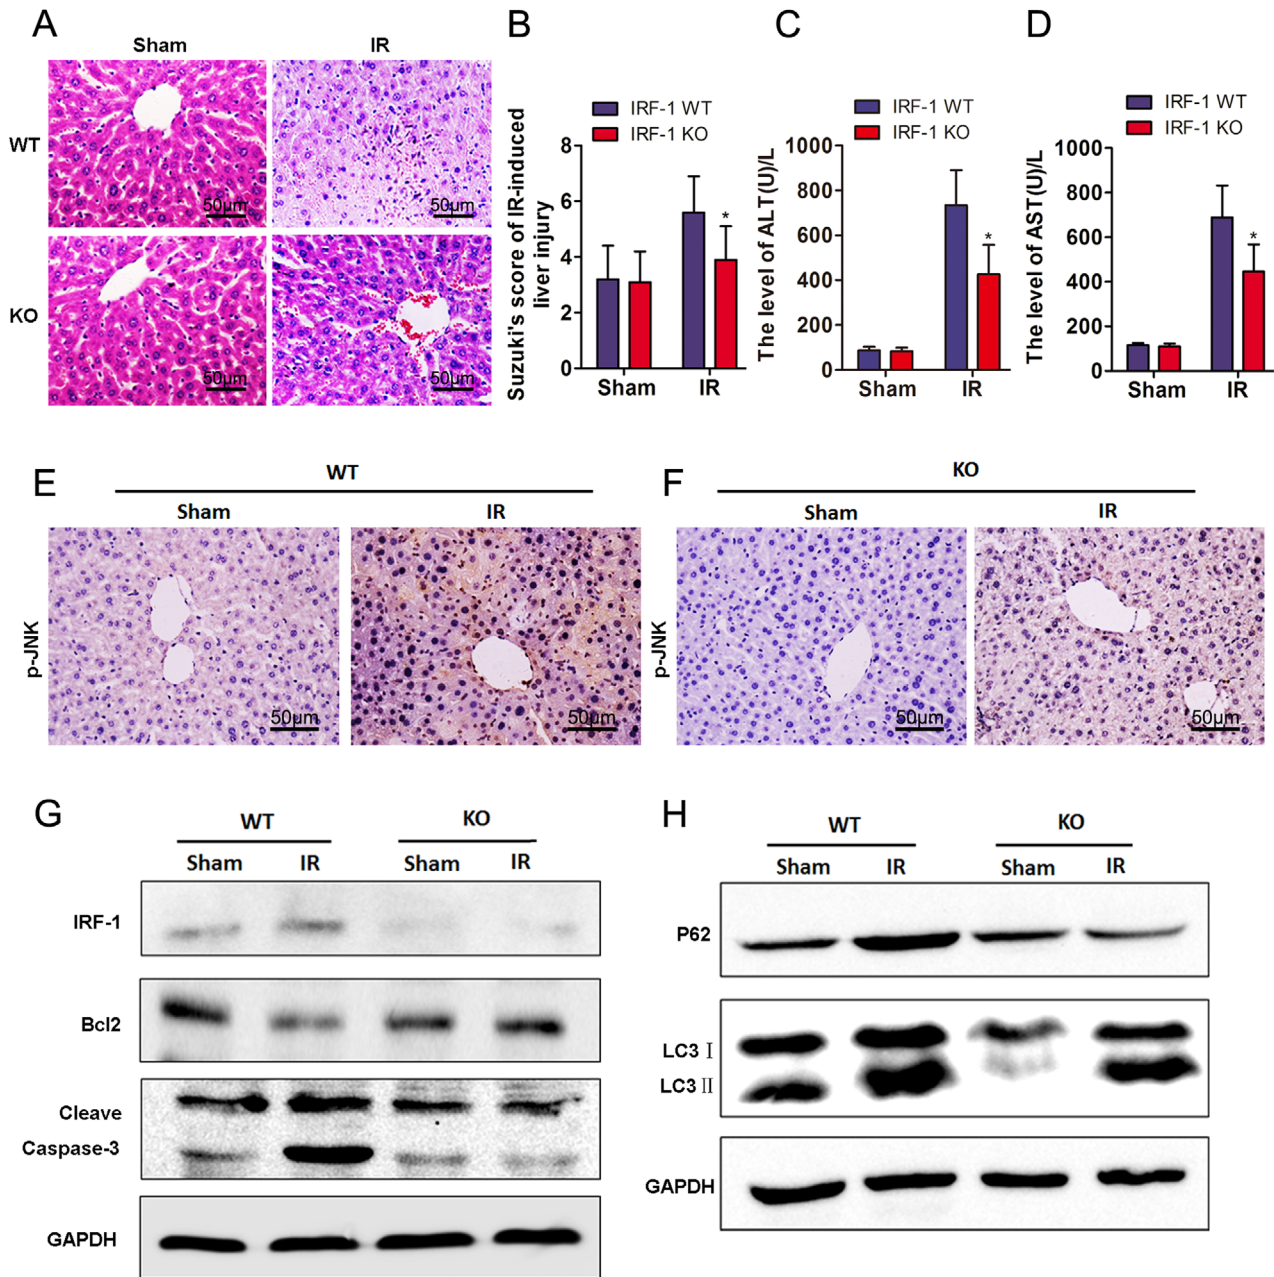 A
Sham IR
WT
50µm 50µm
KO
50µm 50µm
B
IRF-1 WT
IRF-1 KO
Suzuki's score of IR-induced
liver injury
8
6
4
2
0
*
Sham IR
C
IRF-1 WT
IRF-1 KO
The level of ALT(U)/L
1000
800
600
400
200
0
*
Sham IR
D
IRF-1 WT
IRF-1 KO
The level of AST(U)/L
1000
800
600
400
200
0
*
Sham IR
E
WT
Sham IR
p-JNK
50µm 50µm
F
KO
Sham IR
p-JNK
50µm 50µm
G
WT KO
Sham IR Sham IR
IRF-1
Bcl2
Cleave
Caspase-3
GAPDH
H
WT KO
Sham IR Sham IR
P62
LC3 Ⅰ
LC3 Ⅱ
GAPDH